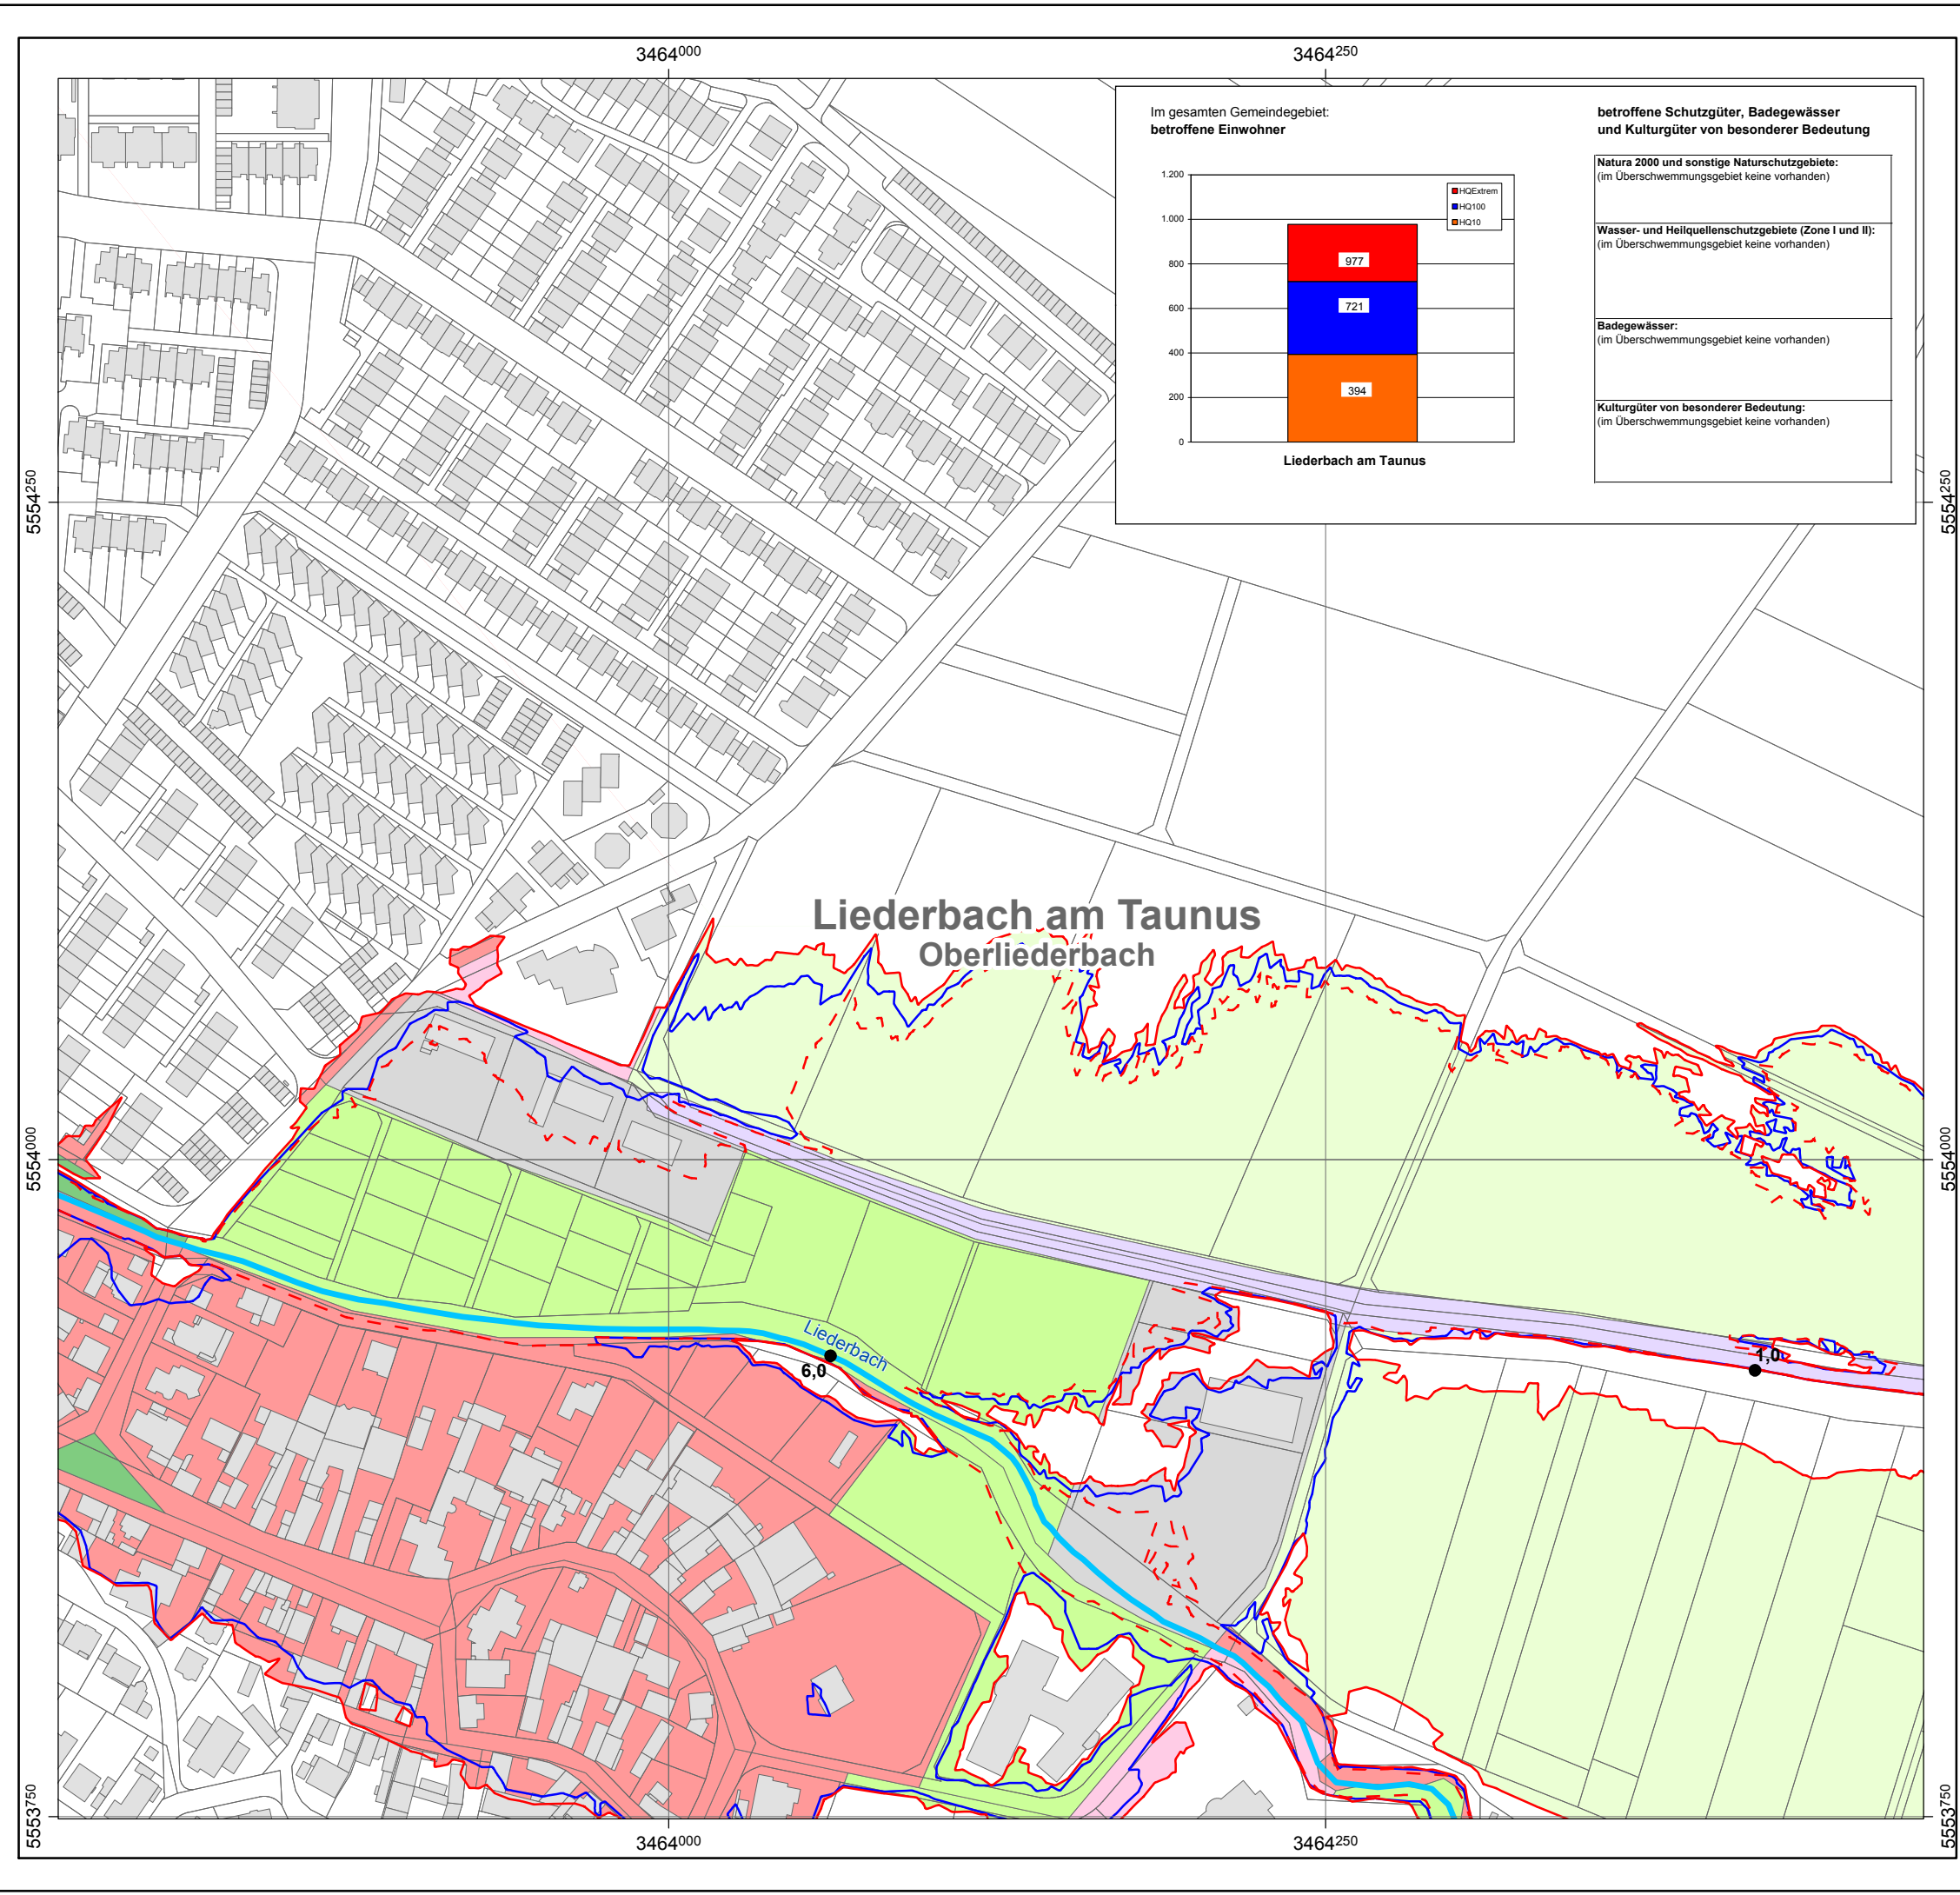 3464000
3464250
Im gesamten Gemeindegebiet:
betroffene Einwohner
1.200
1.000
800
600
400
200
0
HQExtrem
HQ100
HQ10
977
721
394
Liederbach am Taunus
betroffene Schutzgüter, Badegewässer
und Kulturgüter von besonderer Bedeutung
Natura 2000 und sonstige Naturschutzgebiete:
(im Überschwemmungsgebiet keine vorhanden)
Wasser- und Heilquellenschutzgebiete (Zone I und II):
(im Überschwemmungsgebiet keine vorhanden)
Badegewässer:
(im Überschwemmungsgebiet keine vorhanden)
Kulturgüter von besonderer Bedeutung:
(im Überschwemmungsgebiet keine vorhanden)
5554250
5554250
Liederbach am Taunus
Oberliederbach
5554000
5554000
Liederbach
6,0
1,0
5553750
5553750
3464000
3464250